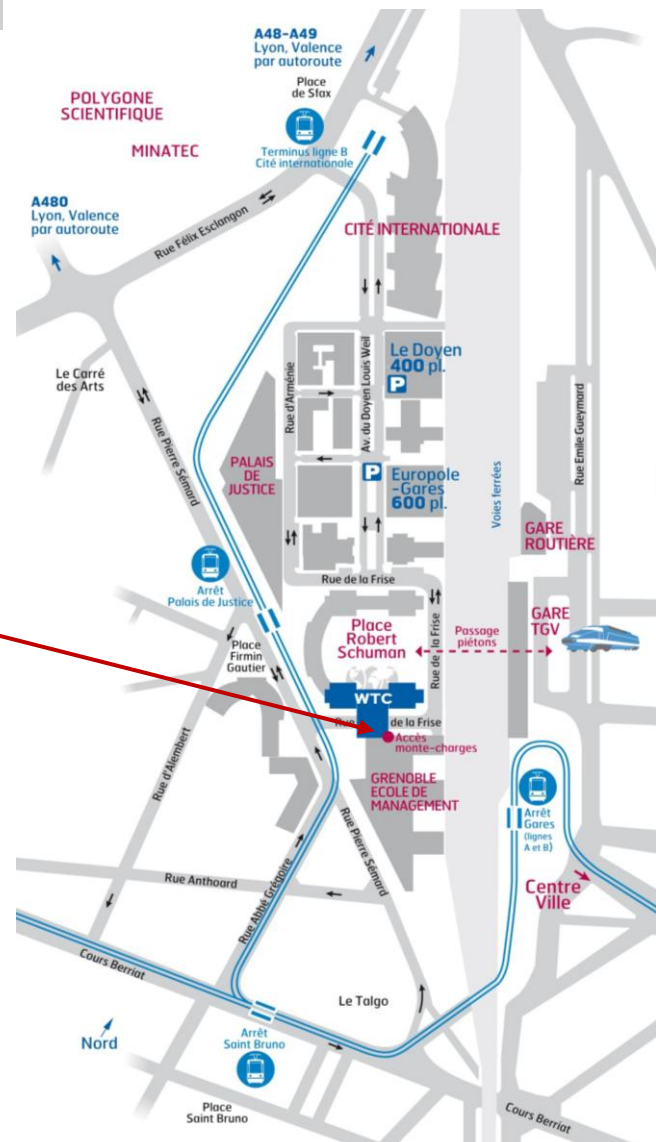 A48-A49
Lyon, Valence
par autoroute
Place
de Sfax
POLYGONE
SCIENTIFIQUE
MINATEC
Terminus ligne B
Cité internationale
A480
Lyon, Valence
par autoroute
Rue Félix Esclangon
CITÉ INTERNATIONALE
Le Carré
des Arts
Rue Pierre Sémard
Rue d'Arménie
Av. du Doyen Louis Weil
Le Doyen
400 pl.
P
PALAIS
DE
JUSTICE
P
Europole
-Gares
600 pl.
Voies ferrées
Rue Emile Gueymard
GARE
ROUTIÈRE
Arrêt
Palais de Justice
Rue de la Frise
Place
Robert
Schuman
Rue de la Frise
Passage
piétons
GARE
TGV
Place
Firmin
Gautier
WTC
Rue de la Frise
Accès
monte-charges
Rue d'Alembert
GRENOBLE
ECOLE DE
MANAGEMENT
Arrêt
Gares
(lignes
A et B)
Rue Pierre Sémard
Rue Anthoard
Rue Abbé Grégoire
Centre
Ville
Cours Berriat
Le Talgo
Nord
Arrêt
Saint Bruno
Place
Saint Bruno
Cours Berriat